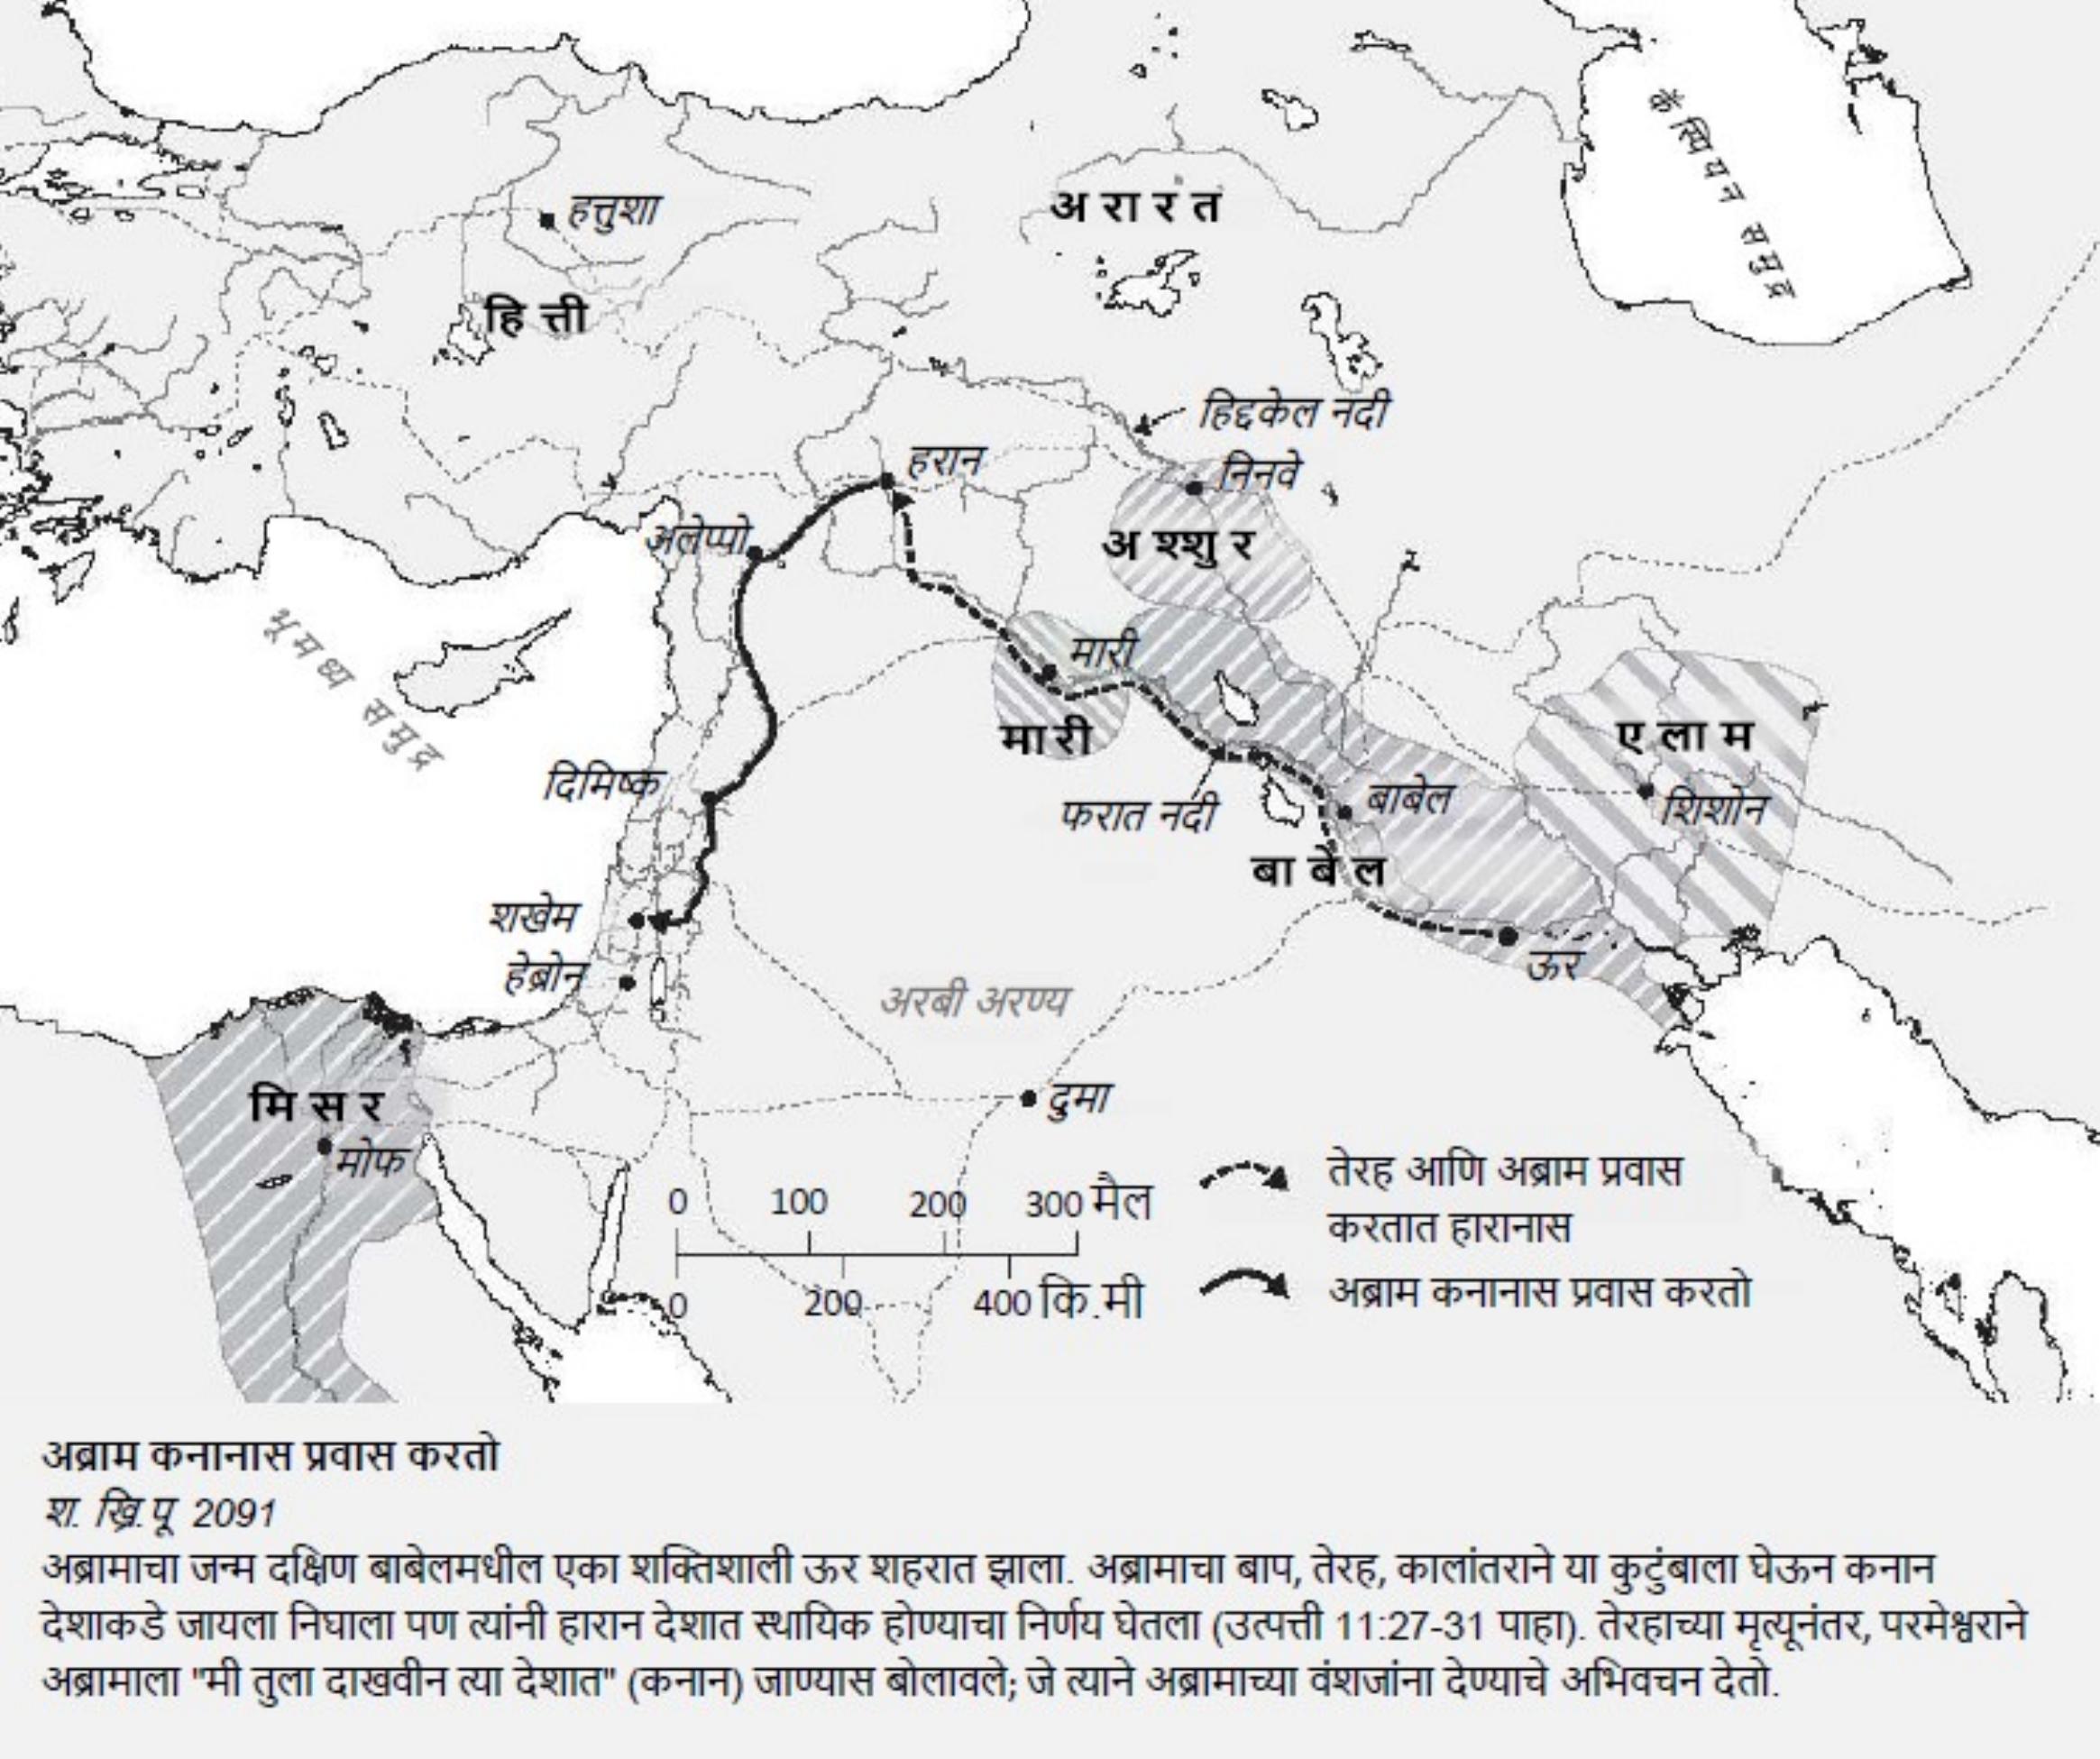 कॅस्पियन समुद्र
हत्तुशा
अरारत
हित्ती
हिद्दकेल नदी
हरान
निनवे
अलेप्पो
अश्शुर
भूमध्य समुद्र
मारी
मारी
एलाम
दिमिष्क
फरात नदी
बाबेल
शिशोन
बाबेल
शखेम
हेब्रोन
ऊर
अरबी अरण्य
मिसर
दुमा
मोफ
0 100 200 300 मैल
0 200 400 कि.मी
तेरह आणि अब्राम प्रवास
करतात हारानास
अब्राम कनानास प्रवास करतो
अब्राम कनानास प्रवास करतो
श. ख्रि.पू 2091
अब्रामाचा जन्म दक्षिण बाबेलमधील एका शक्तिशाली ऊर शहरात झाला. अब्रामाचा बाप, तेरह, कालांतराने या कुटुंबाला घेऊन कनान
देशाकडे जायला निघाला पण त्यांनी हारान देशात स्थायिक होण्याचा निर्णय घेतला (उत्पत्ती 11:27-31 पाहा). तेरहाच्या मृत्यूनंतर, परमेश्वराने
अब्रामाला "मी तुला दाखवीन त्या देशात" (कनान) जाण्यास बोलावले; जे त्याने अब्रामाच्या वंशजांना देण्याचे अभिवचन देतो.